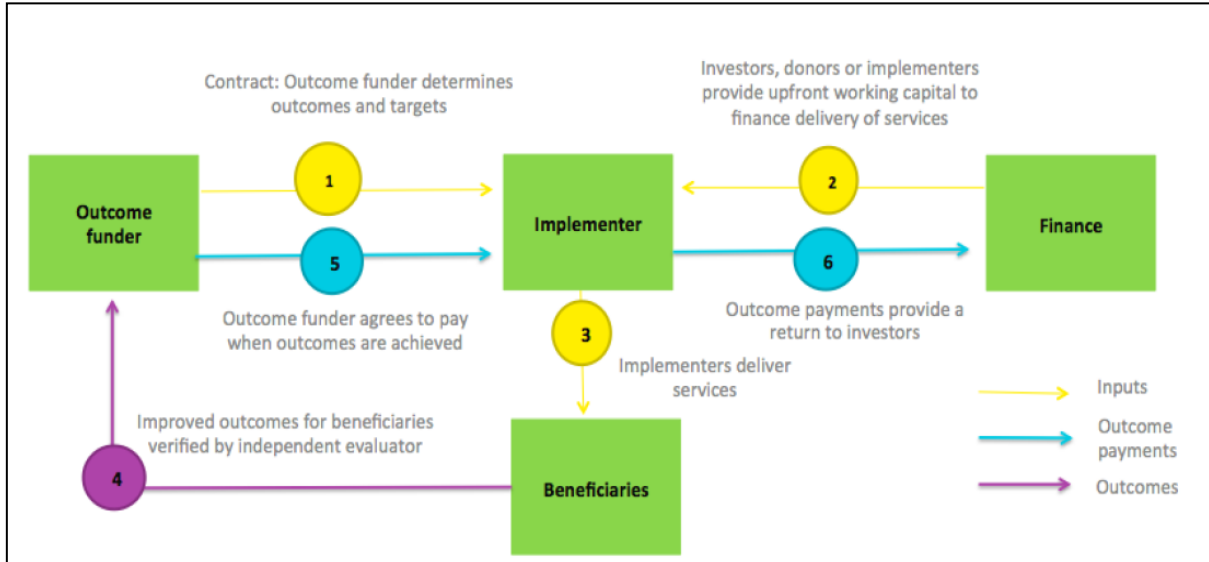 Contract: Outcome funder determines
outcomes and targets
Investors, donors or implementers
provide upfront working capital to
finance delivery of services
1
2
Outcome
funder
Implementer
Finance
5
6
Outcome funder agrees to pay
when outcomes are achieved
Outcome payments provide a
return to investors
3
Implementers deliver
services
Improved outcomes for beneficiaries
verified by independent evaluator
4
Beneficiaries
Inputs
Outcome
payments
Outcomes